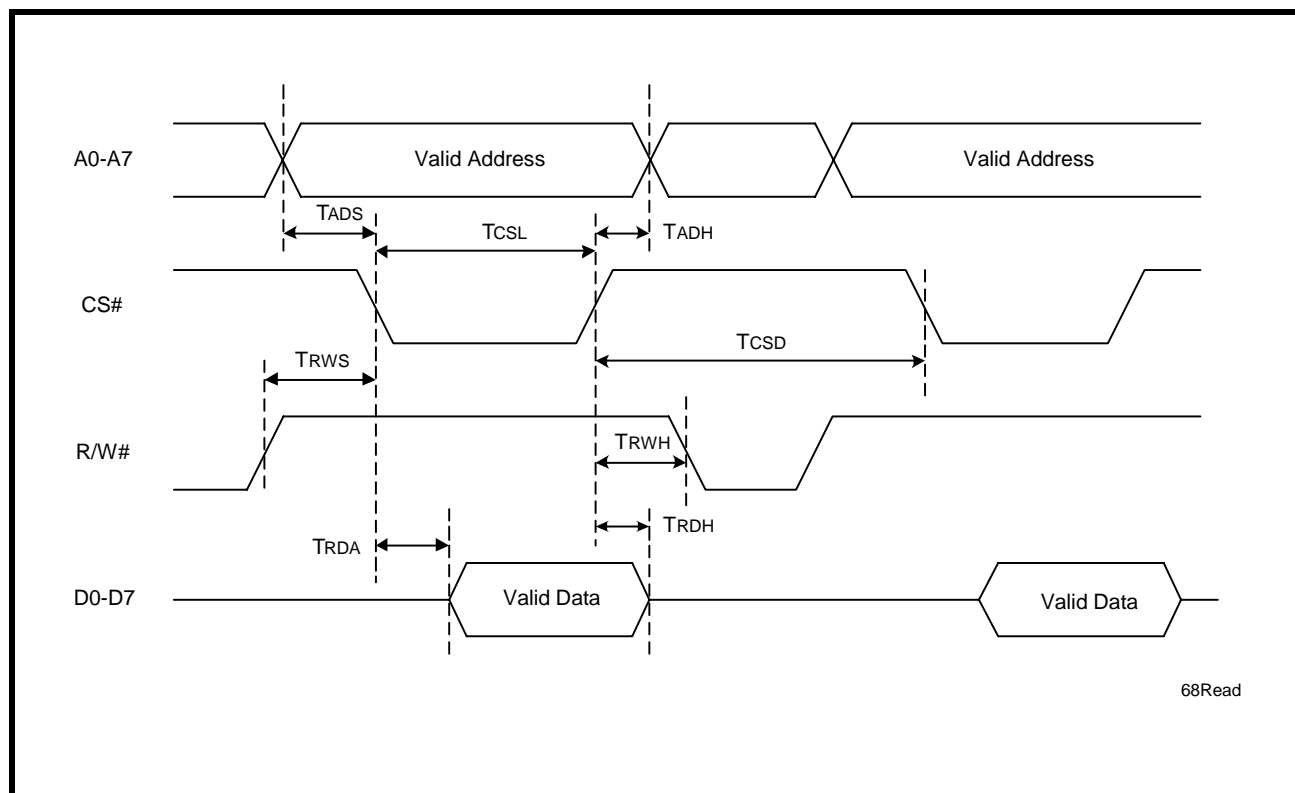 A0-A7
Valid Address
Valid Address
TADS
TCSL
TADH
CS#
TCSD
TRWS
R/W#
TRWH
TRDH
TRDA
D0-D7
Valid Data
Valid Data
68Read